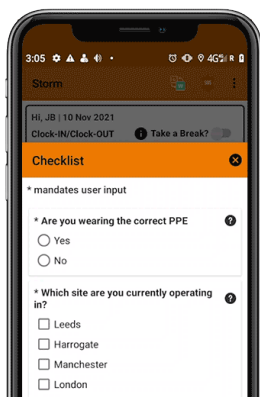 3:05 4G R
Storm
Hi, JB | 10 Nov 2021
Clock-IN/Clock-OUT Take a Break?
Checklist
* mandates user input
* Are you wearing the correct PPE
Yes
No
* Which site are you currently operating
in?
Leeds
Harrogate
Manchester
London